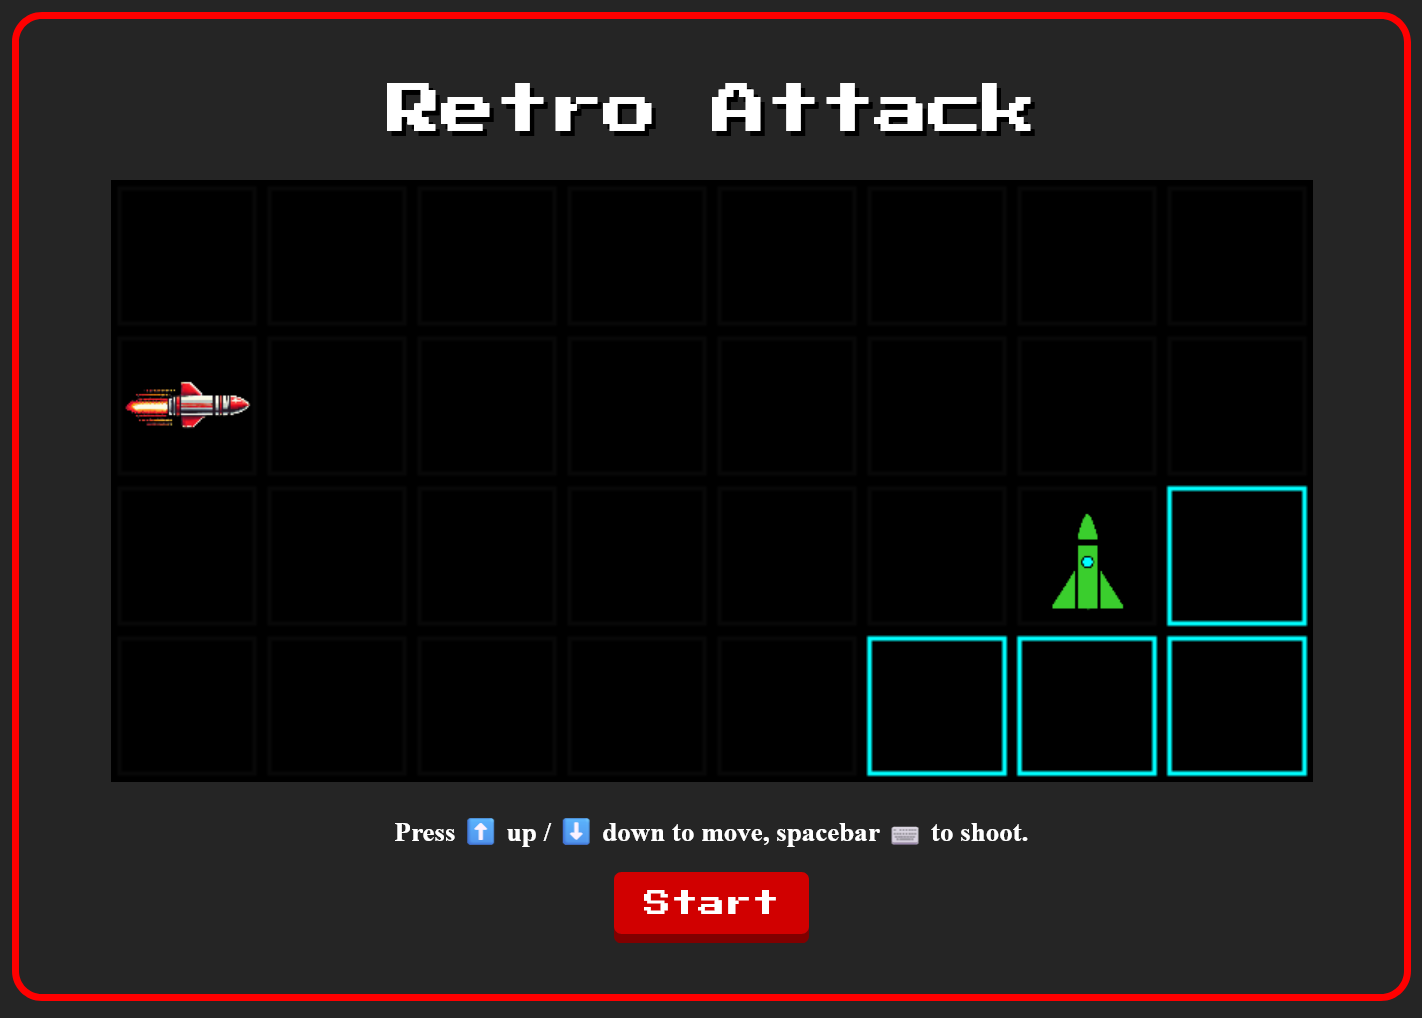 Retro Attack
Press ⬆️ up / ⬇️ down to move, spacebar ⌨️ to shoot.
Start